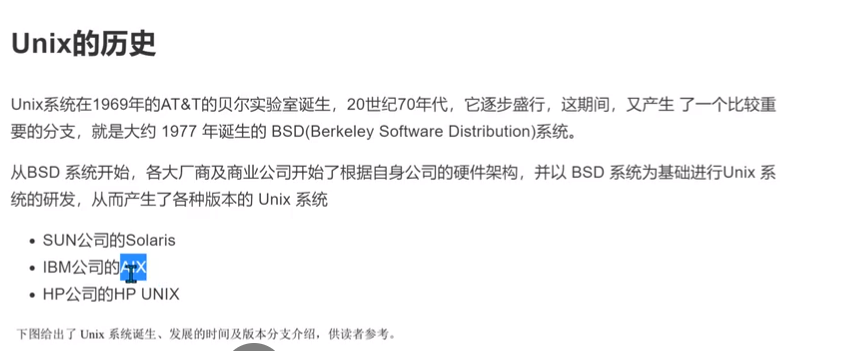 Unix的历史
Unix系统在1969年的AT&T的贝尔实验室诞生，20世纪70年代，它逐步盛行，这期间，又产生 了一个比较重
要的分支，就是大约 1977 年诞生的 BSD(Berkeley Software Distribution)系统。
从BSD 系统开始，各大厂商及商业公司开始了根据自身公司的硬件架构，并以 BSD 系统为基础进行Unix 系
统的研发，从而产生了各种版本的 Unix 系统
• SUN公司的Solaris
• IBM公司的AIX
• HP公司的HP UNIX
下图给出了 Unix 系统诞生、发展的时间及版本分支介绍，供读者参考。